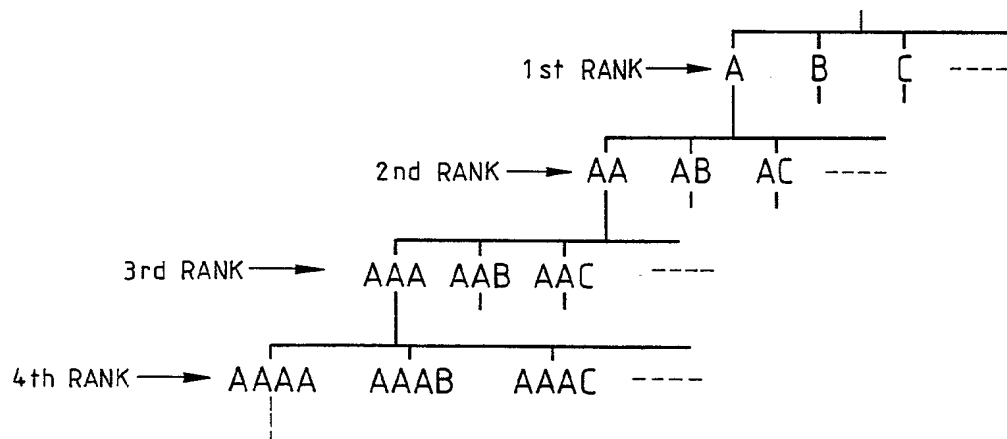 1st RANK A B C ----
2nd RANK AA AB AC ----
3rd RANK AAA AAB AAC ----
4th RANK AAAA AAAB AAAC ----